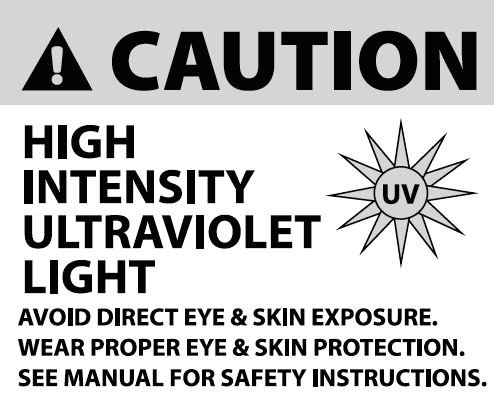 CAUTION
HIGH
INTENSITY
ULTRAVIOLET
LIGHT
UV
AVOID DIRECT EYE & SKIN EXPOSURE.
WEAR PROPER EYE & SKIN PROTECTION.
SEE MANUAL FOR SAFETY INSTRUCTIONS.